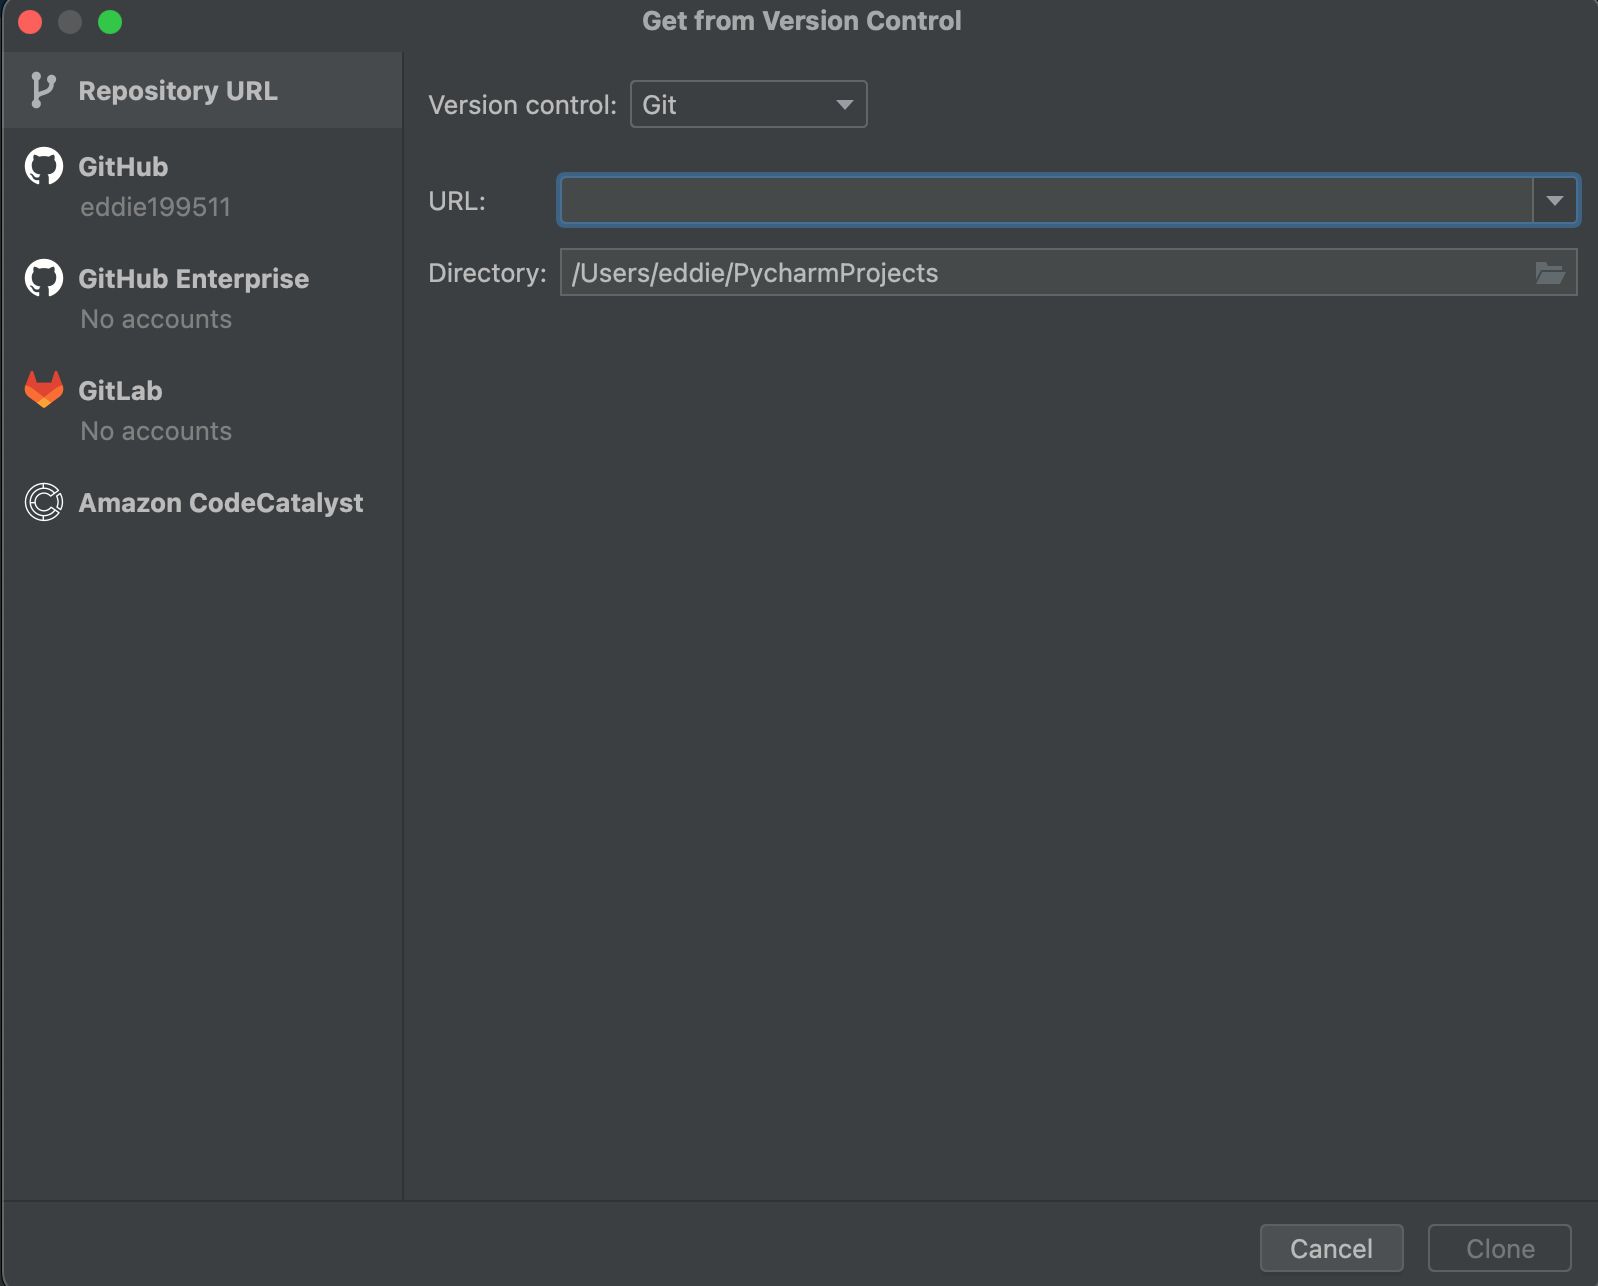 Get from Version Control
Repository URL
GitHub
eddie199511
GitHub Enterprise
No accounts
GitLab
No accounts
Amazon CodeCatalyst
Version control: Git
URL:
Directory: /Users/eddie/PycharmProjects
Cancel Clone